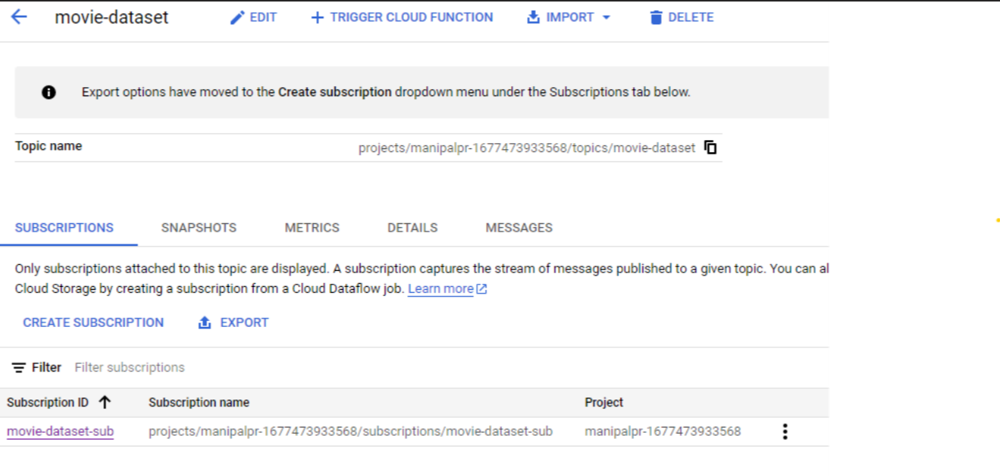 movie-dataset EDIT TRIGGER CLOUD FUNCTION IMPORT DELETE
Export options have moved to the Create subscription dropdown menu under the Subscriptions tab below.
Topic name projects/manipalpr-1677473933568/topics/movie-dataset
SUBSCRIPTIONS SNAPSHOTS METRICS DETAILS MESSAGES
Only subscriptions attached to this topic are displayed. A subscription captures the stream of messages published to a given topic. You can al
Cloud Storage by creating a subscription from a Cloud Dataflow job. Learn more
CREATE SUBSCRIPTION EXPORT
Filter Filter subscriptions
Subscription ID Subscription name Project
movie-dataset-sub projects/manipalpr-1677473933568/subscriptions/movie-dataset-sub manipalpr-1677473933568